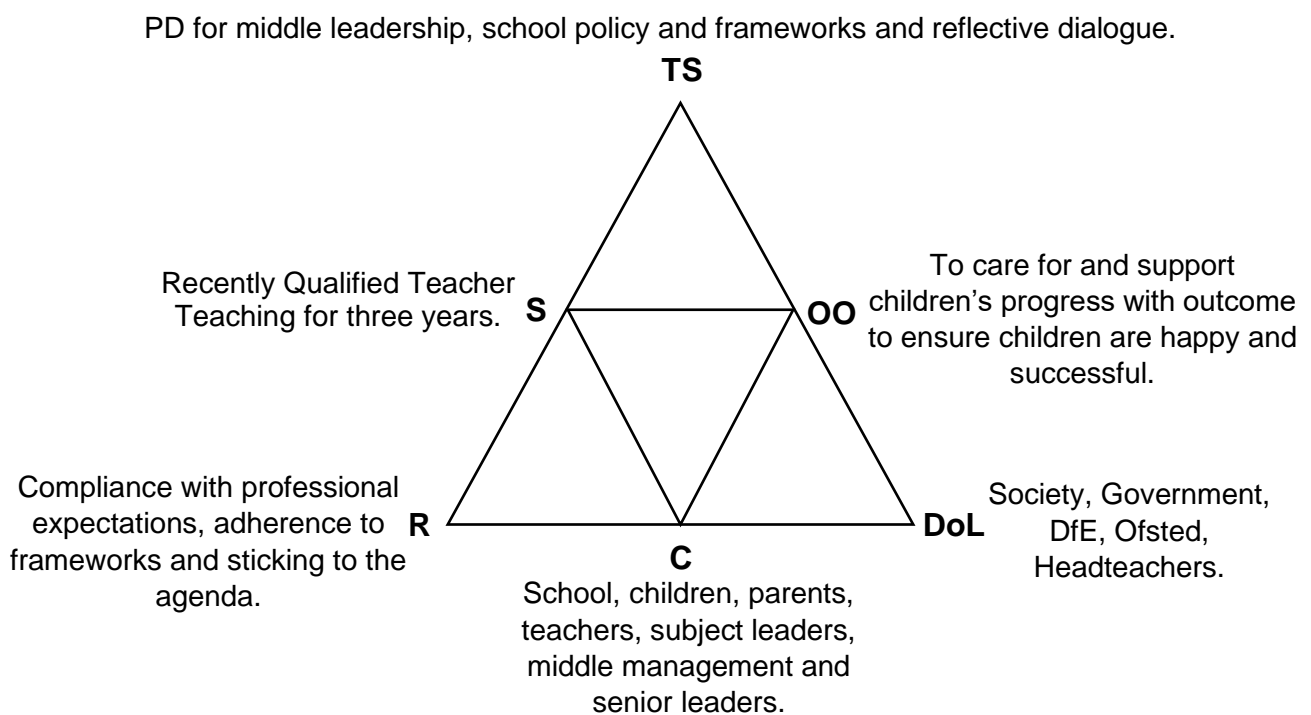 PD for middle leadership, school policy and frameworks and reflective dialogue.
TS
Recently Qualified Teacher
Teaching for three years.
S
OO
To care for and support
children’s progress with outcome
to ensure children are happy and
successful.
Compliance with professional
expectations, adherence to
frameworks and sticking to the
agenda.
R
C
School, children, parents,
teachers, subject leaders,
middle management and
senior leaders.
DoL
Society, Government,
DfE, Ofsted,
Headteachers.